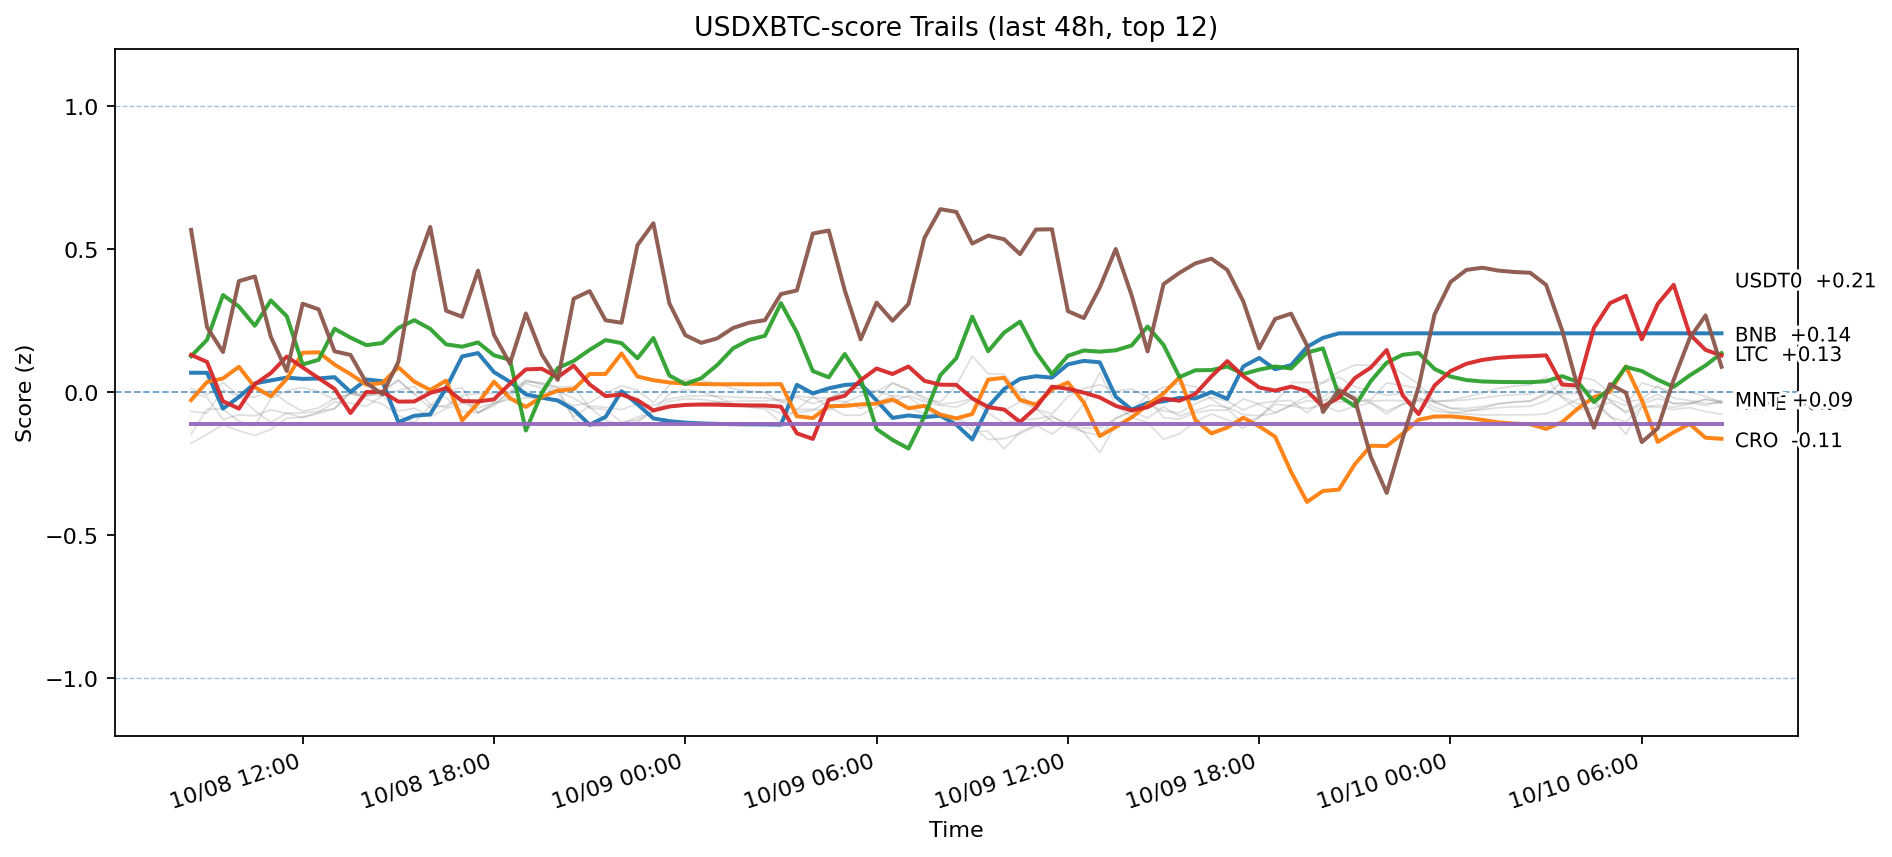 USDXBTC-score Trails (last 48h, top 12)
Score (z)
1.0
0.5
0.0
−0.5
−1.0
USDT0 +0.21
BNB +0.14
LTC +0.13
MNT +0.09
CRO -0.11
10/08 12:00
10/08 18:00
10/09 00:00
10/09 06:00
10/09 12:00
10/09 18:00
10/10 00:00
10/10 06:00
Time